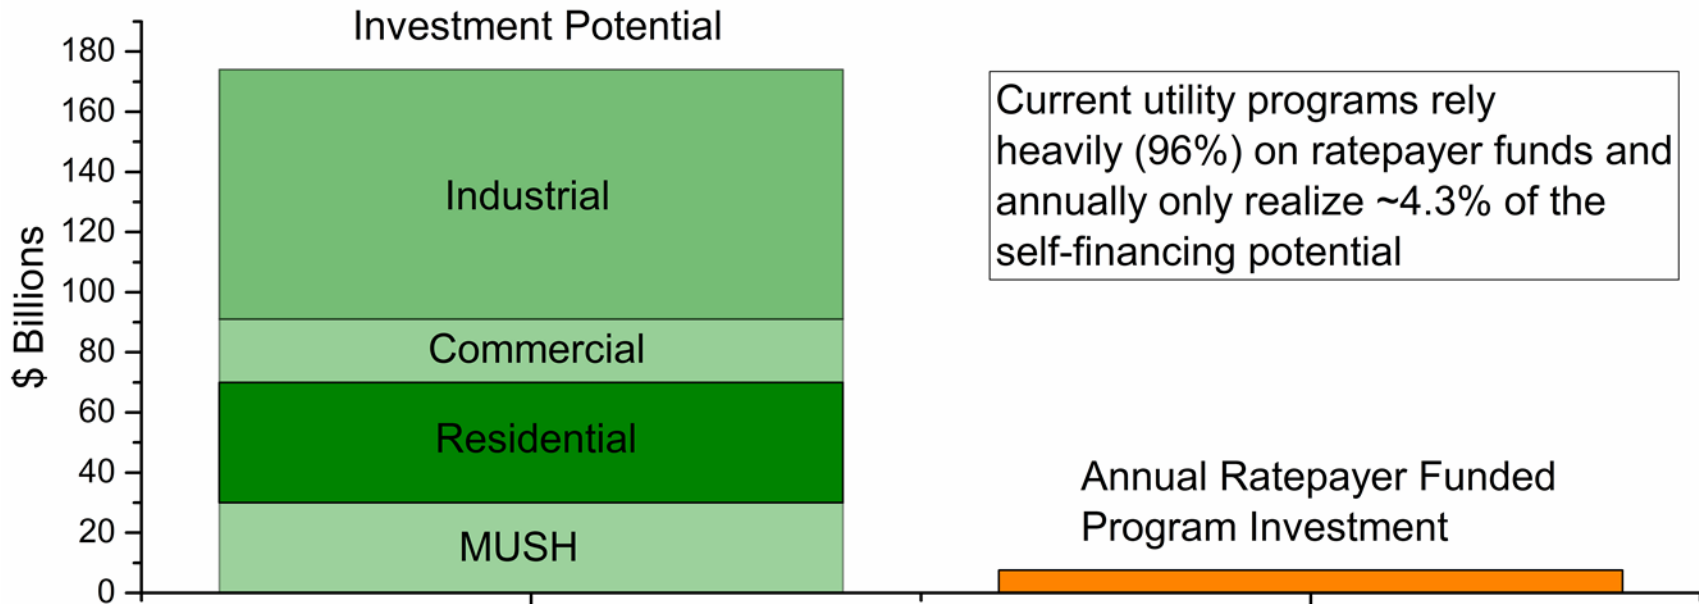 Investment Potential
180
160
140
120
100
80
60
40
20
0
$ Billions
Industrial
Commercial
Residential
MUSH
Current utility programs rely
heavily (96%) on ratepayer funds and
annually only realize ~4.3% of the
self-financing potential
Annual Ratepayer Funded
Program Investment